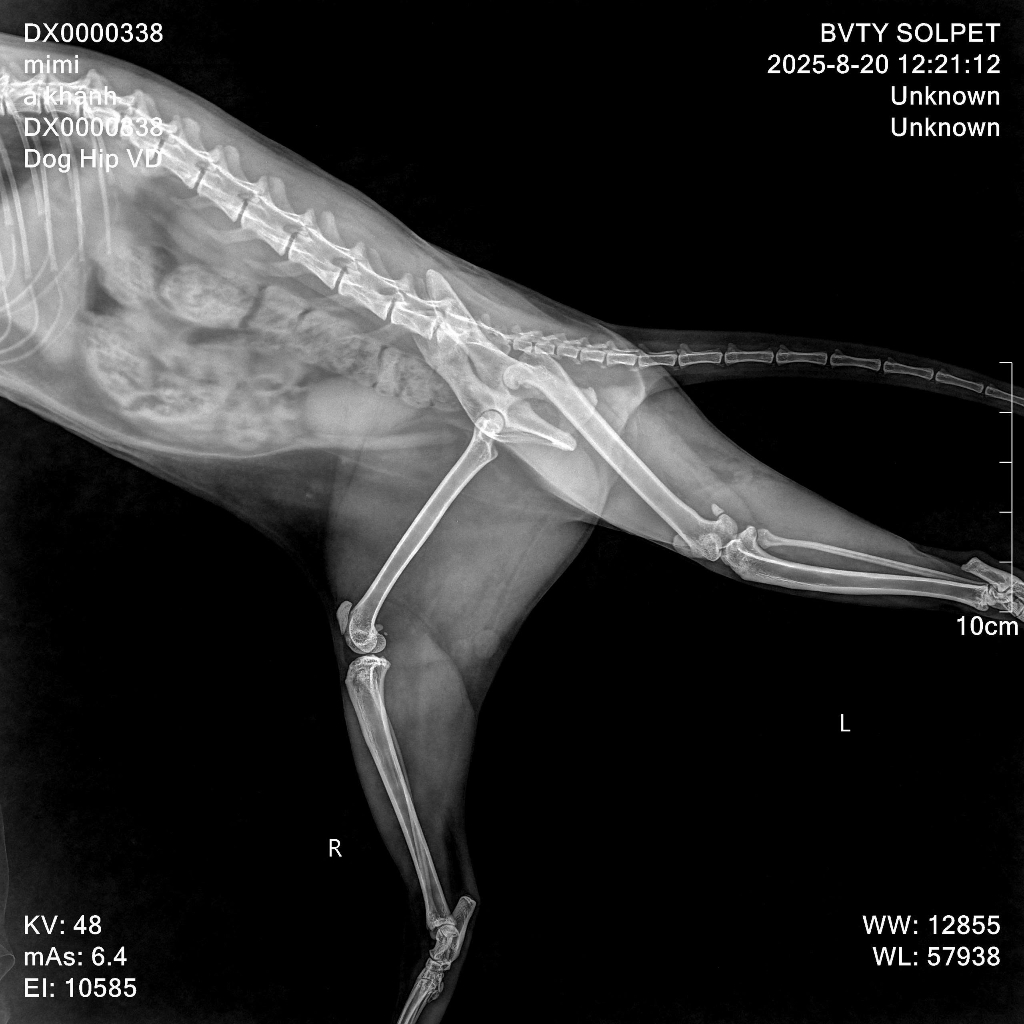 DX0000338
mimi
a khánh
DX0000338
Dog Hip VD
BVTY SOLPET
2025-8-20 12:21:12
Unknown
Unknown
10cm
L
R
KV: 48
mAs: 6.4
EI: 10585
WW: 12855
WL: 57938